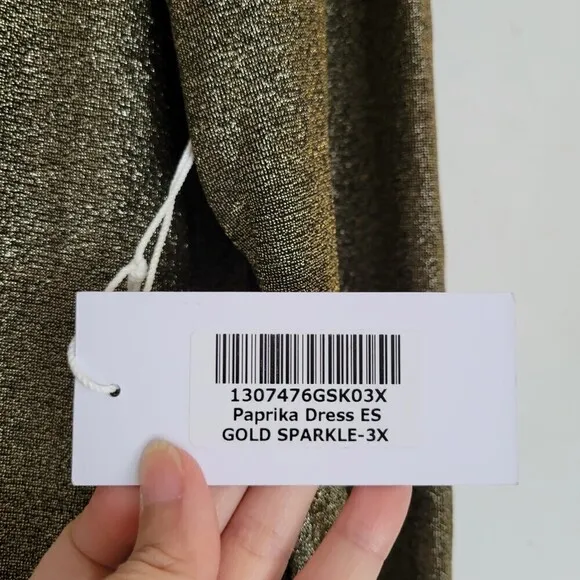 1307476GSK03X
Paprika Dress ES
GOLD SPARKLE-3X